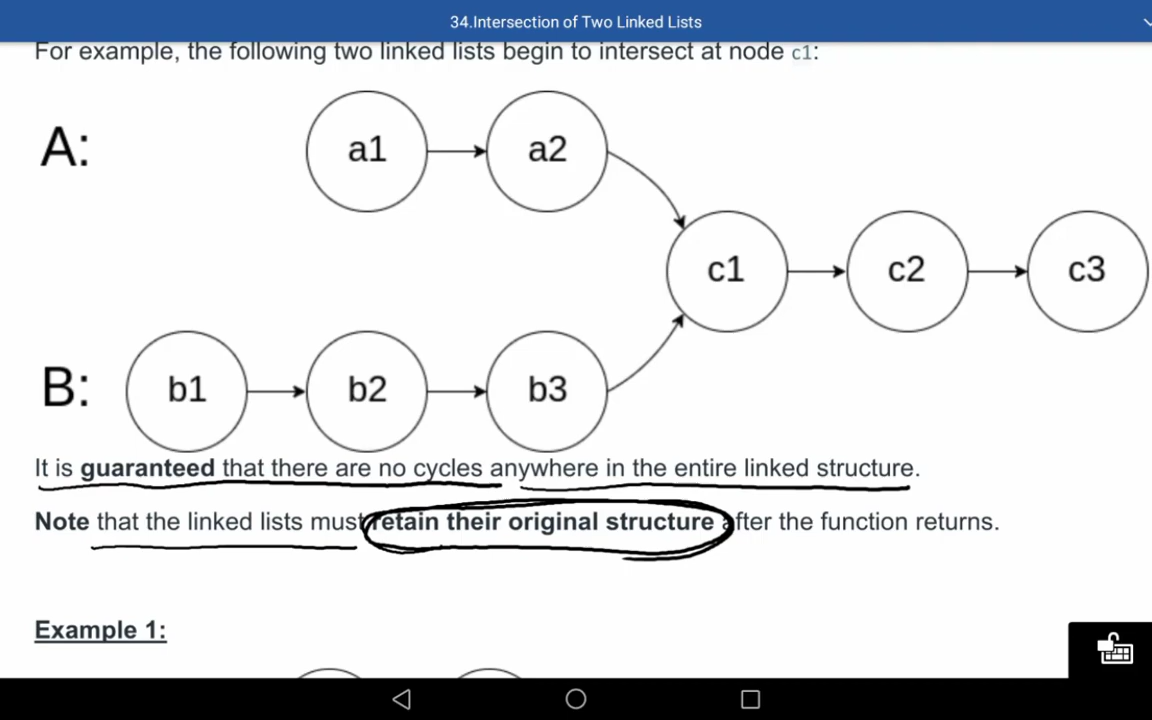 34.Intersection of Two Linked Lists
For example, the following two linked lists begin to intersect at node c1:
A:
a1
a2
c1
c2
c3
B:
b1
b2
b3
It is guaranteed that there are no cycles anywhere in the entire linked structure.
Note that the linked lists must retain their original structure after the function returns.
Example 1: